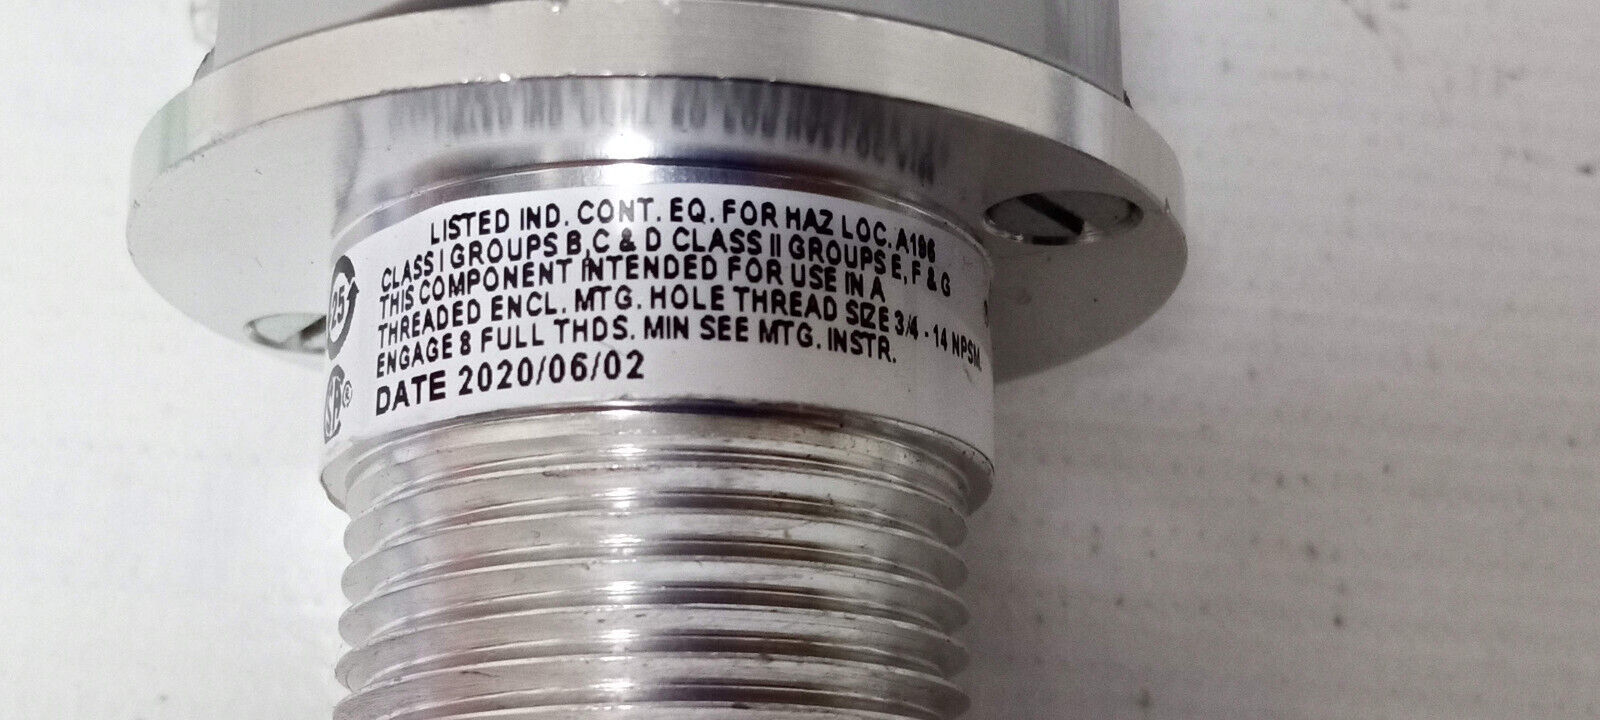 LISTED IND. CONT. EQ. FOR HAZ LOC. A196
CLASS I GROUPS B,C & D CLASS II GROUPS E, F & G
THIS COMPONENT INTENDED FOR USE IN A
THREADED ENCL. MTG. HOLE THREAD SIZE 3/4 - 14 NPSM
ENGAGE 8 FULL THDS. MIN SEE MTG. INSTR.
DATE 2020/06/02
25
SA®